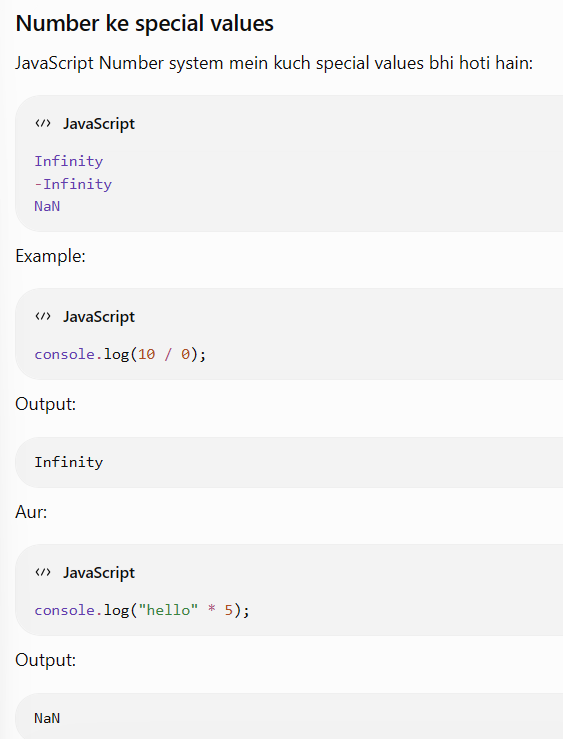 Number ke special values
JavaScript Number system mein kuch special values bhi hoti hain:
</> JavaScript
Infinity
-Infinity
NaN
Example:
</> JavaScript
console.log(10 / 0);
Output:
Infinity
Aur:
</> JavaScript
console.log("hello" * 5);
Output:
NaN